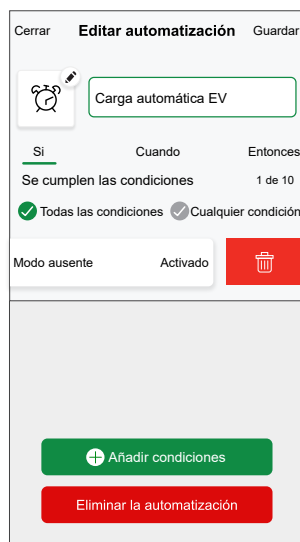 Cerrar Editar automatización Guardar
Carga automática EV
Si Cuando Entonces
Se cumplen las condiciones 1 de 10
Todas las condiciones Cualquier condición
Modo ausente Activado
Añadir condiciones
Eliminar la automatización